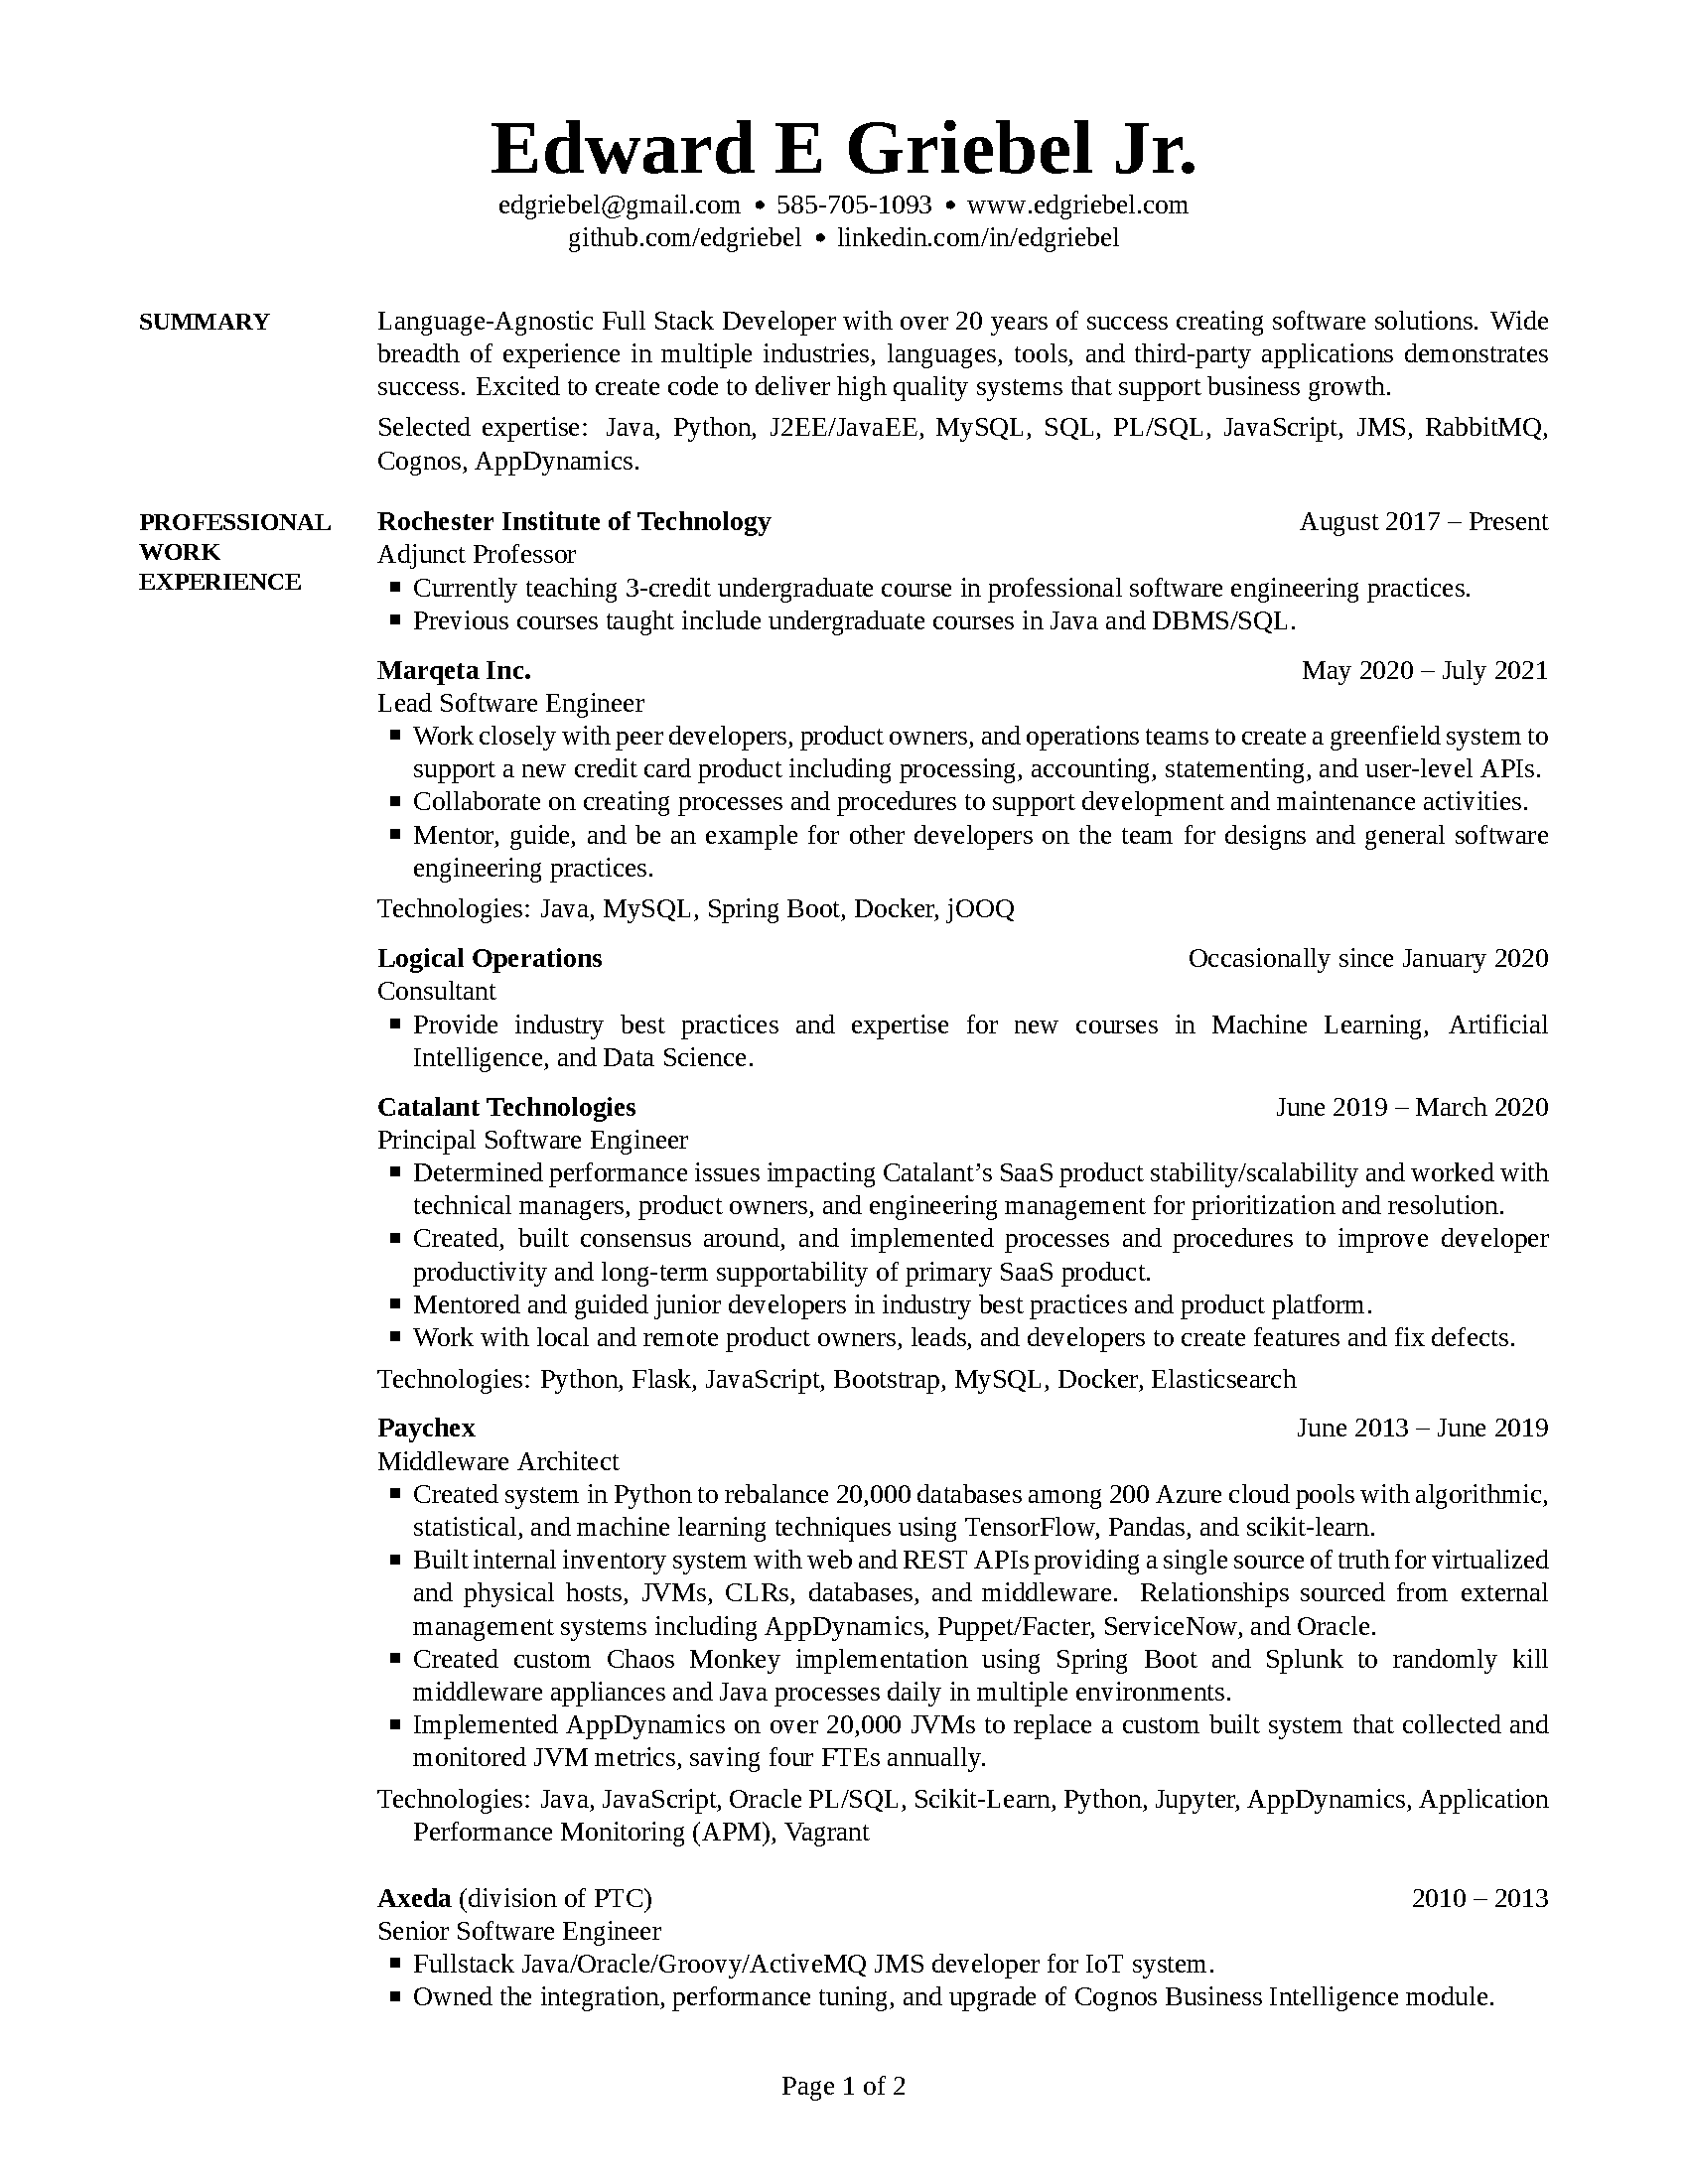 Edward E Griebel Jr.
edgriebel@gmail.com • 585-705-1093 • www.edgriebel.com
github.com/edgriebel • linkedin.com/in/edgriebel
SUMMARY
Language-Agnostic Full Stack Developer with over 20 years of success creating software solutions. Wide
breadth of experience in multiple industries, languages, tools, and third-party applications demonstrates
success. Excited to create code to deliver high quality systems that support business growth.
Selected expertise: Java, Python, J2EE/JavaEE, MySQL, SQL, PL/SQL, JavaScript, JMS, RabbitMQ,
Cognos, AppDynamics.
PROFESSIONAL
WORK
EXPERIENCE
Rochester Institute of Technology August 2017 – Present
Adjunct Professor
▪ Currently teaching 3-credit undergraduate course in professional software engineering practices.
▪ Previous courses taught include undergraduate courses in Java and DBMS/SQL.
Marqeta Inc. May 2020 – July 2021
Lead Software Engineer
▪ Work closely with peer developers, product owners, and operations teams to create a greenfield system to
support a new credit card product including processing, accounting, statementing, and user-level APIs.
▪ Collaborate on creating processes and procedures to support development and maintenance activities.
▪ Mentor, guide, and be an example for other developers on the team for designs and general software
engineering practices.
Technologies: Java, MySQL, Spring Boot, Docker, jOOQ
Logical Operations Occasionally since January 2020
Consultant
▪ Provide industry best practices and expertise for new courses in Machine Learning, Artificial
Intelligence, and Data Science.
Catalant Technologies June 2019 – March 2020
Principal Software Engineer
▪ Determined performance issues impacting Catalant’s SaaS product stability/scalability and worked with
technical managers, product owners, and engineering management for prioritization and resolution.
▪ Created, built consensus around, and implemented processes and procedures to improve developer
productivity and long-term supportability of primary SaaS product.
▪ Mentored and guided junior developers in industry best practices and product platform.
▪ Work with local and remote product owners, leads, and developers to create features and fix defects.
Technologies: Python, Flask, JavaScript, Bootstrap, MySQL, Docker, Elasticsearch
Paychex June 2013 – June 2019
Middleware Architect
▪ Created system in Python to rebalance 20,000 databases among 200 Azure cloud pools with algorithmic,
statistical, and machine learning techniques using TensorFlow, Pandas, and scikit-learn.
▪ Built internal inventory system with web and REST APIs providing a single source of truth for virtualized
and physical hosts, JVMs, CLRs, databases, and middleware. Relationships sourced from external
management systems including AppDynamics, Puppet/Facter, ServiceNow, and Oracle.
▪ Created custom Chaos Monkey implementation using Spring Boot and Splunk to randomly kill
middleware appliances and Java processes daily in multiple environments.
▪ Implemented AppDynamics on over 20,000 JVMs to replace a custom built system that collected and
monitored JVM metrics, saving four FTEs annually.
Technologies: Java, JavaScript, Oracle PL/SQL, Scikit-Learn, Python, Jupyter, AppDynamics, Application
Performance Monitoring (APM), Vagrant
Axeda (division of PTC) 2010 – 2013
Senior Software Engineer
▪ Fullstack Java/Oracle/Groovy/ActiveMQ JMS developer for IoT system.
▪ Owned the integration, performance tuning, and upgrade of Cognos Business Intelligence module.
Page 1 of 2